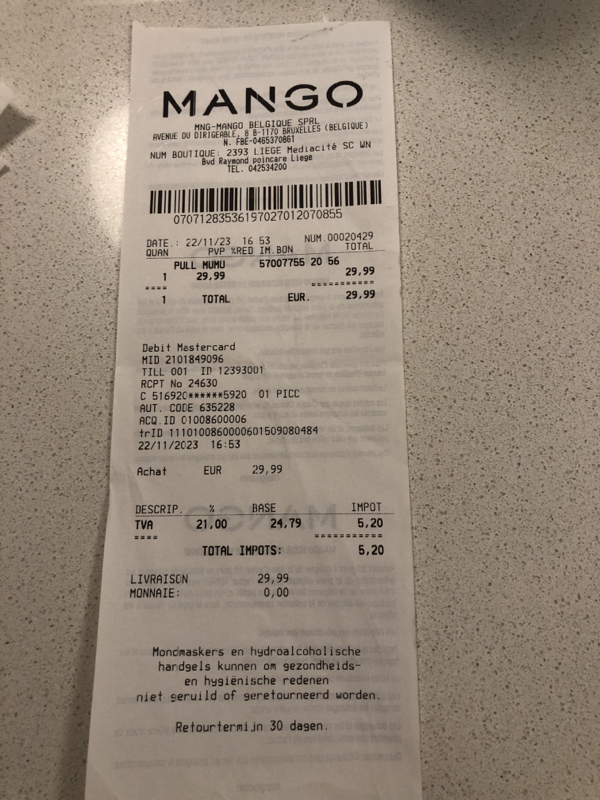 MANGO
MNG-MANGO BELGIQUE SPRL
AVENUE DU DIRIGEABLE, 8 B-1170 BRUXELLES (BELGIQUE)
N. FBE-0465370861
NUM BOUTIQUE: 2393 LIEGE Mediacité SC WN
Bvd Raymond poincare Liege
TEL. 042534200
07071283536197027012070855
DATE.: 22/11/23 16 53 NUM.00020429
QUAN PVP %RED IM.BON TOTAL
PULL MUMU 57007755 20 56
1 29,99 29,99
==== ===========
1 TOTAL EUR. 29,99
Debit Mastercard
MID 2101849096
TILL 001 ID 12393001
RCPT No 24630
C 516920******5920 01 PICC
AUT. CODE 635228
ACQ.ID 01008600006
trID 1110100860000601509080484
22/11/2023 16:53
Achat EUR 29,99
DESCRIP. % BASE IMPOT
TVA 21,00 24,79 5,20
==== ===========
TOTAL IMPOTS: 5,20
LIVRAISON 29,99
MONNAIE: 0,00
Mondmaskers en hydroalcoholische
handgels kunnen om gezondheids-
en hygiënische redenen
niet geruild of geretourneerd worden.
Retourtermijn 30 dagen.